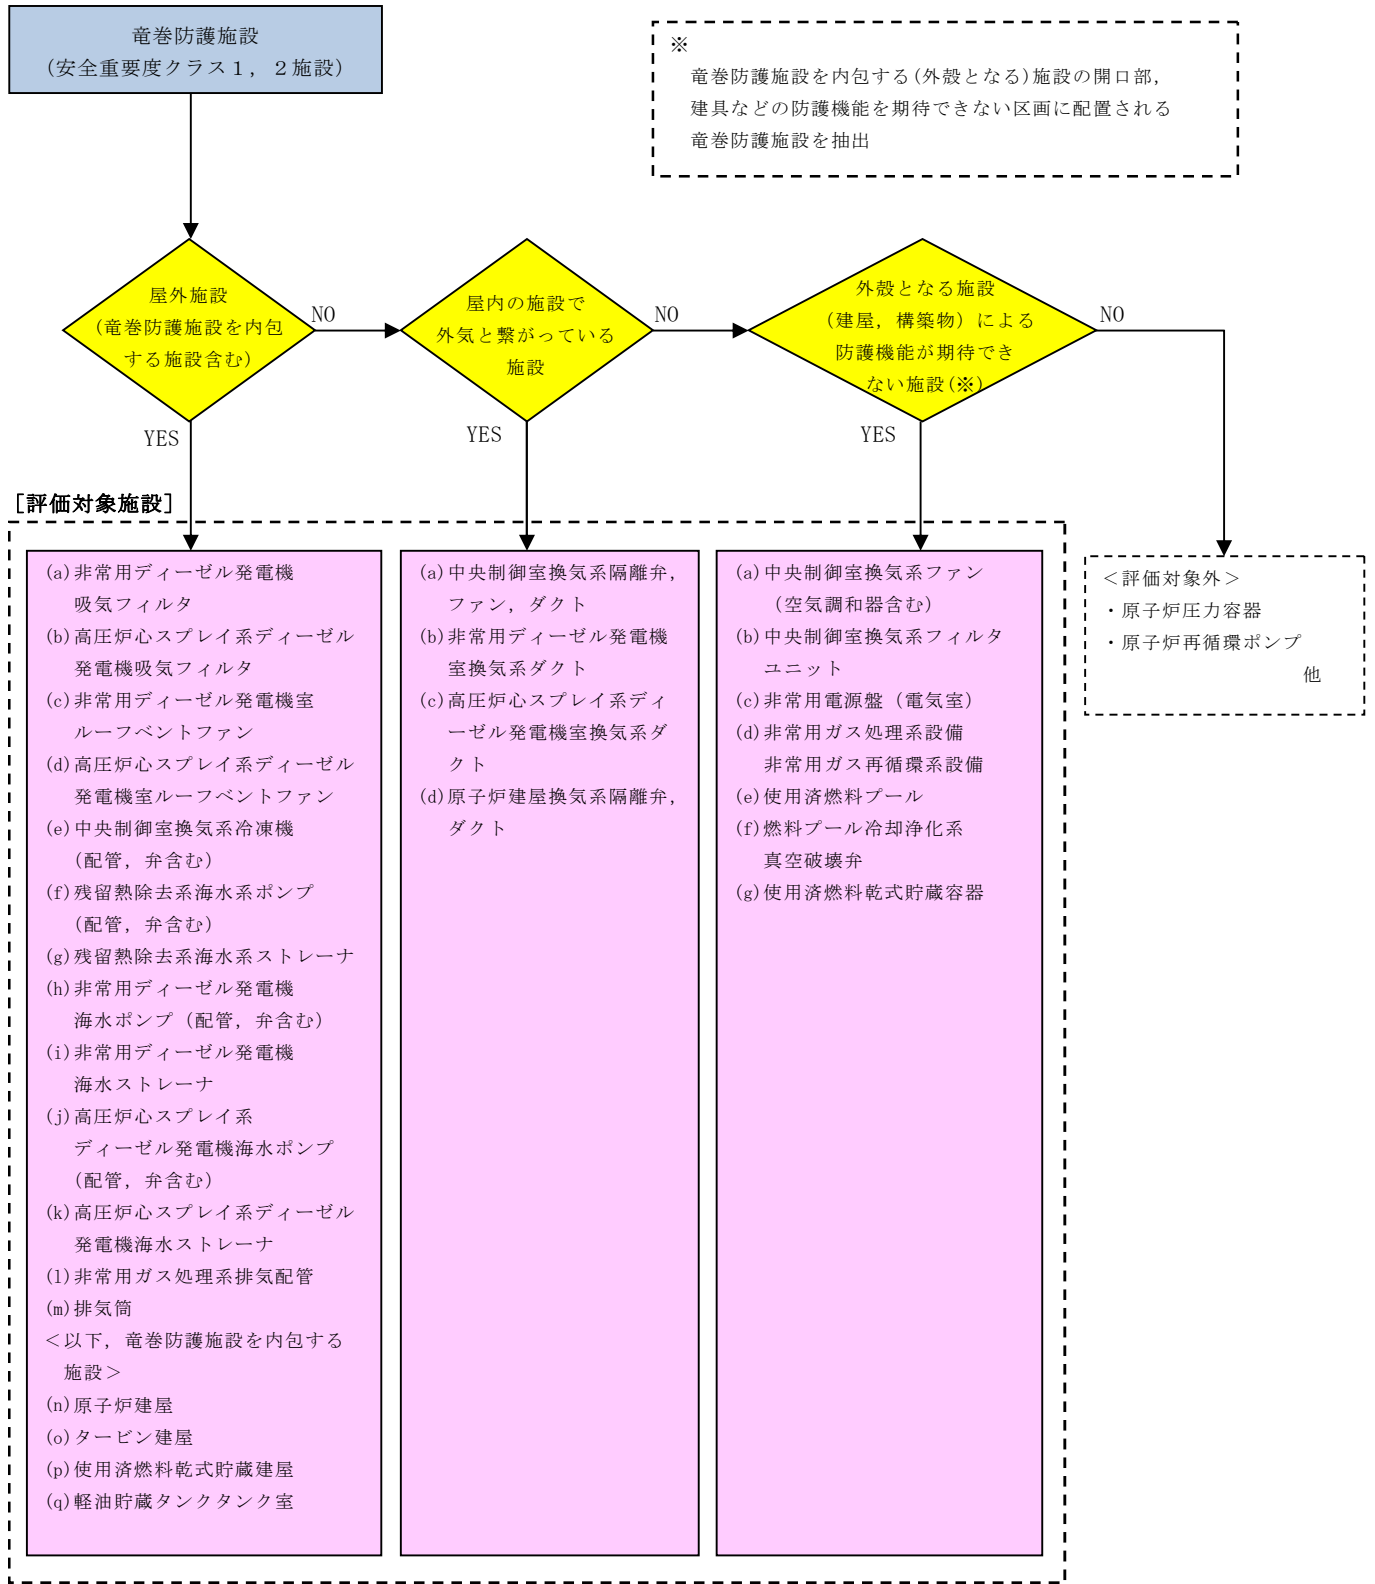 竜巻防護施設
(安全重要度クラス１，２施設)
※
竜巻防護施設を内包する(外殻となる)施設の開口部，
建具などの防護機能を期待できない区画に配置される
竜巻防護施設を抽出
屋外施設
(竜巻防護施設を内包
する施設含む)
NO
YES
屋内の施設で
外気と繋がっている
施設
NO
YES
外殻となる施設
(建屋，構築物) による
防護機能が期待でき
ない施設(※)
NO
YES
[評価対象施設]
(a)非常用ディーゼル発電機
吸気フィルタ
(b)高圧炉心スプレイ系ディーゼル
発電機吸気フィルタ
(c)非常用ディーゼル発電機室
ルーフベントファン
(d)高圧炉心スプレイ系ディーゼル
発電機室ルーフベントファン
(e)中央制御室換気系冷凍機
(配管，弁含む)
(f)残留熱除去系海水系ポンプ
(配管，弁含む)
(g)残留熱除去系海水系ストレーナ
(h)非常用ディーゼル発電機
海水ポンプ (配管，弁含む)
(i)非常用ディーゼル発電機
海水ストレーナ
(j)高圧炉心スプレイ系
ディーゼル発電機海水ポンプ
(配管，弁含む)
(k)高圧炉心スプレイ系ディーゼル
発電機海水ストレーナ
(l)非常用ガス処理系排気配管
(m)排気筒
＜以下，竜巻防護施設を内包する
施設＞
(n)原子炉建屋
(o)タービン建屋
(p)使用済燃料乾式貯蔵建屋
(q)軽油貯蔵タンクタンク室
(a)中央制御室換気系隔離弁，
ファン，ダクト
(b)非常用ディーゼル発電機
室換気系ダクト
(c)高圧炉心スプレイ系ディ
ーゼル発電機室換気系ダ
クト
(d)原子炉建屋換気系隔離弁，
ダクト
(a)中央制御室換気系ファン
(空気調和器含む)
(b)中央制御室換気系フィルタ
ユニット
(c)非常用電源盤 (電気室)
(d)非常用ガス処理系設備
非常用ガス再循環系設備
(e)使用済燃料プール
(f)燃料プール冷却浄化系
真空破壊弁
(g)使用済燃料乾式貯蔵容器
＜評価対象外＞
・原子炉圧力容器
・原子炉再循環ポンプ
他